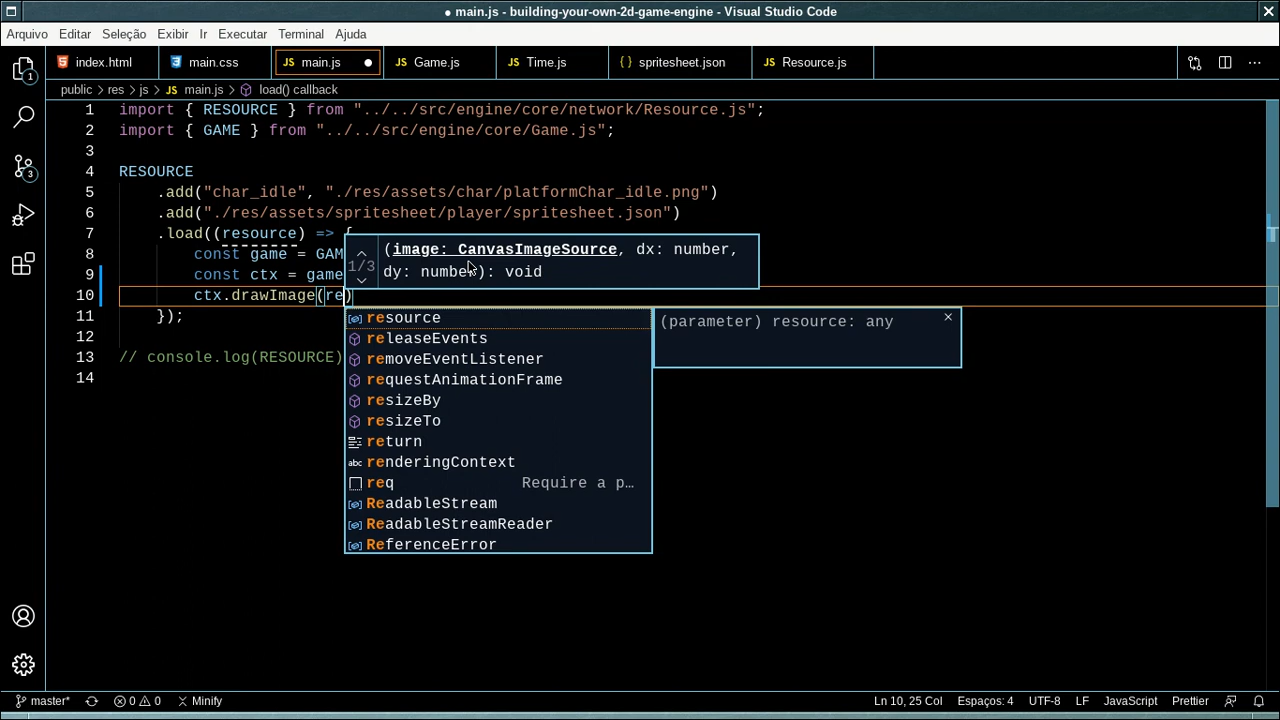 ● main.js - building-your-own-2d-game-engine - Visual Studio Code
Arquivo Editar Seleção Exibir Ir Executar Terminal Ajuda
index.html main.css main.js ● Game.js Time.js spritesheet.json Resource.js
public > res > js > main.js > load() callback
1 import { RESOURCE } from "../../src/engine/core/network/Resource.js";
2 import { GAME } from "../../src/engine/core/Game.js";
3
4 RESOURCE
5 .add("char_idle", "./res/assets/char/platformChar_idle.png")
6 .add("./res/assets/spritesheet/player/spritesheet.json")
7 .load((resource) => {
8 const game = GAM
(image: CanvasImageSource, dx: number,
1/3
9 const ctx = game
dy: number): void
10 ctx.drawImage(re)
11 });
12
13 // console.log(RESOURCE)
14
resource
releaseEvents
removeEventListener
requestAnimationFrame
resizeBy
resizeTo
return
abc renderingContext
req Require a p…
ReadableStream
ReadableStreamReader
ReferenceError
(parameter) resource: any
1
3
master* 0 0 Minify Ln 10, 25 Col Espaços: 4 UTF-8 LF JavaScript Prettier